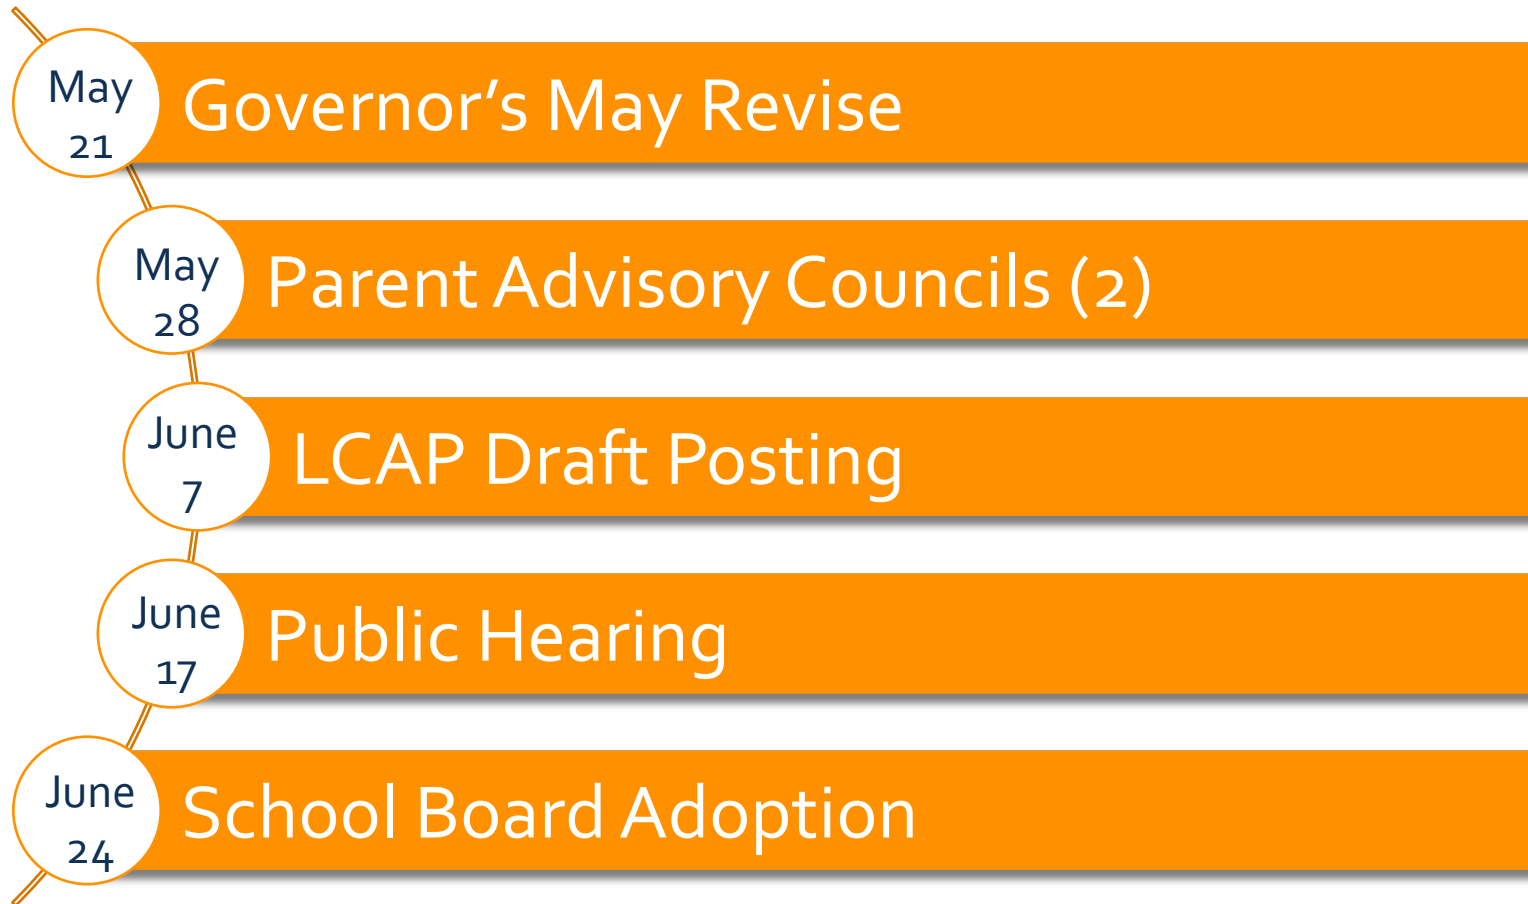 May
21
Governor’s May Revise
May
28
Parent Advisory Councils (2)
June
7
LCAP Draft Posting
June
17
Public Hearing
June
24
School Board Adoption